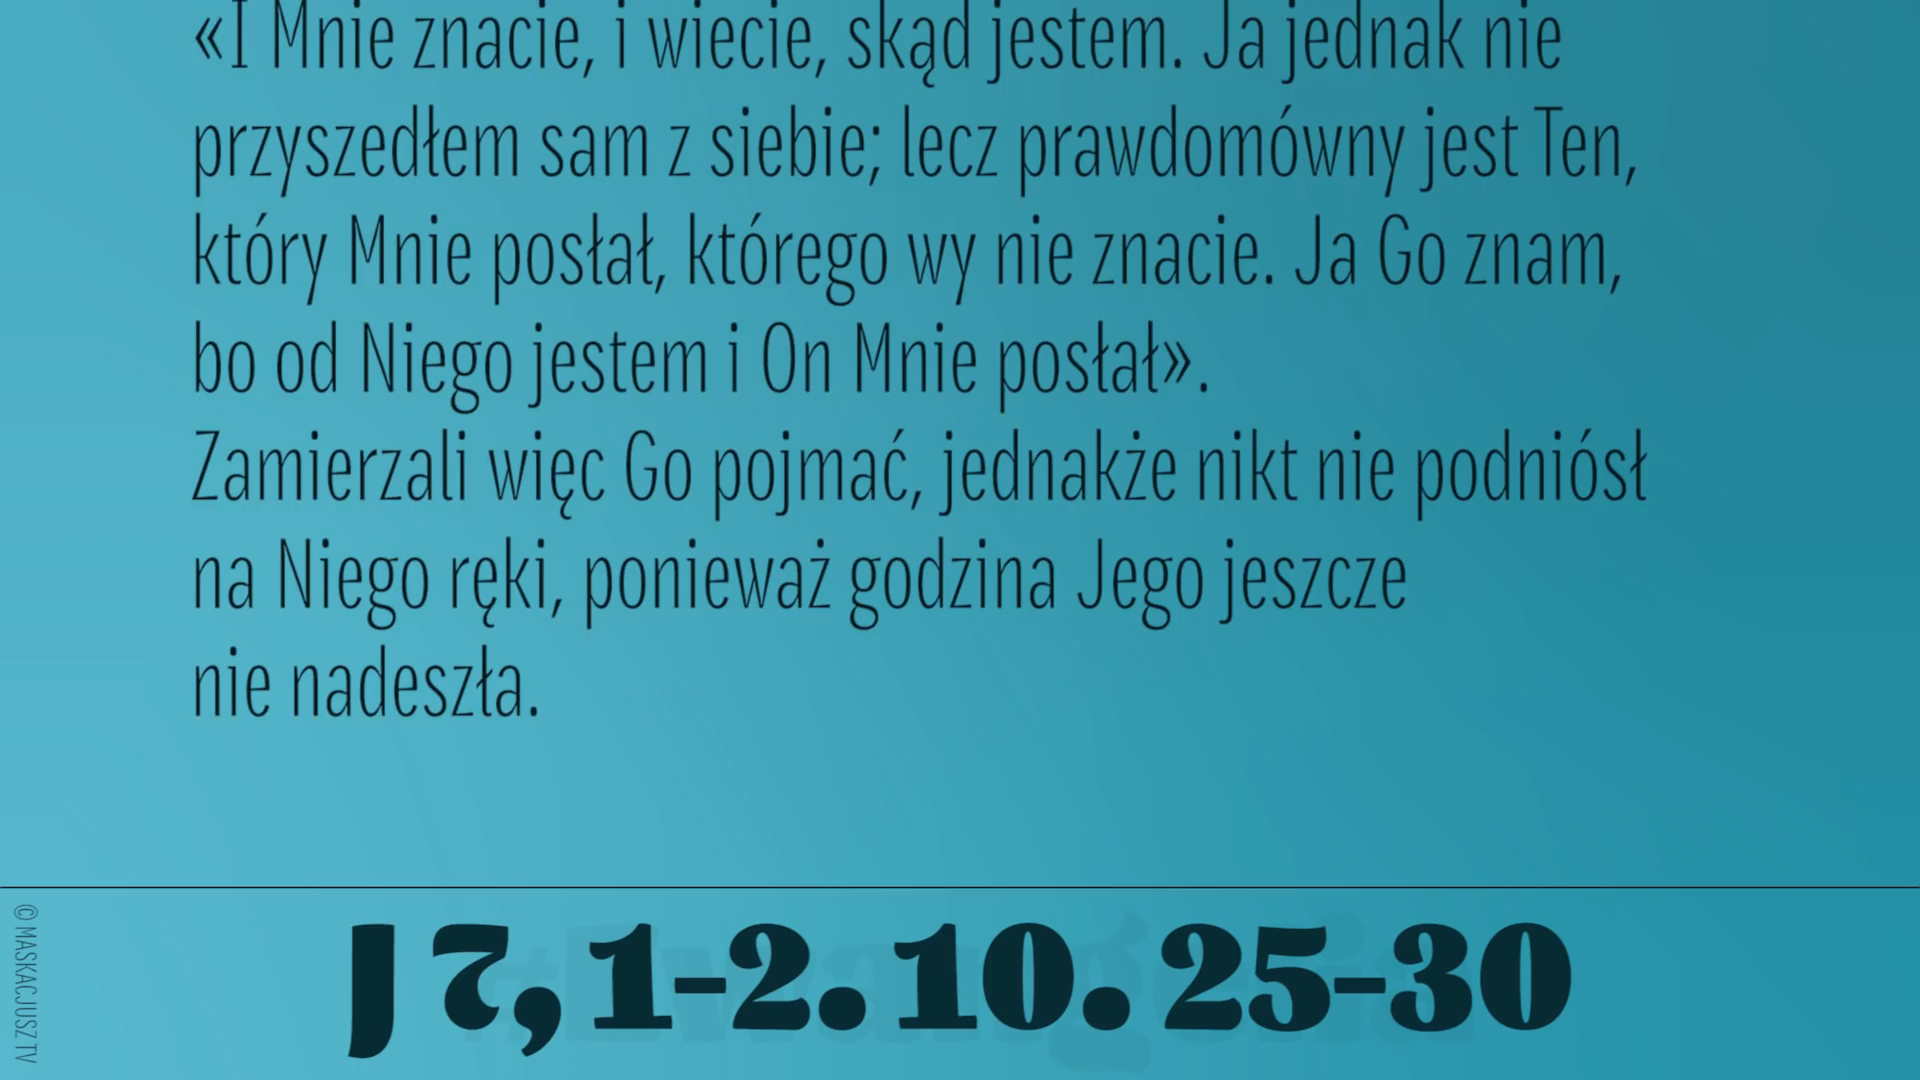 «I Mnie znacie, i wiecie, skąd jestem. Ja jednak nie
przyszedłem sam z siebie; lecz prawdomówny jest Ten,
który Mnie posłał, którego wy nie znacie. Ja Go znam,
bo od Niego jestem i On Mnie posłał».
Zamierzali więc Go pojmać, jednakże nikt nie podniósł
na Niego ręki, ponieważ godzina Jego jeszcze
nie nadeszła.
J 7, 1-2. 10. 25-30
© MASKACJUSZ TV